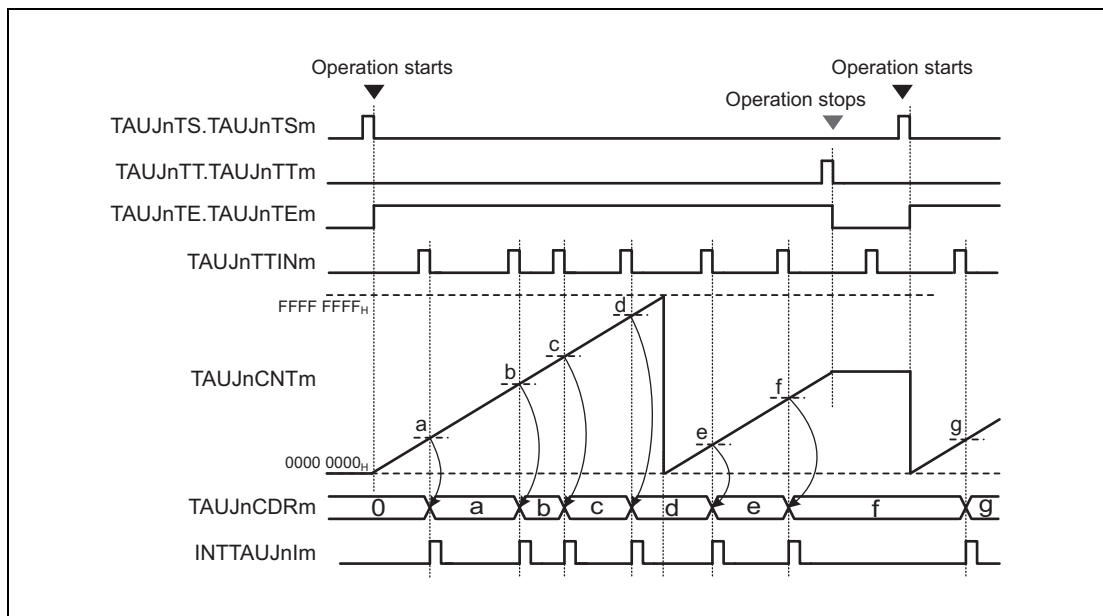 Operation starts
Operation starts
Operation stops
TAUJnTS.TAUJnTSm
TAUJnTT.TAUJnTTm
TAUJnTE.TAUJnTEm
TAUJnTTINm
FFFF FFFFH
d
c
TAUJnCNTm
b
f
a
e
g
0000 0000H
TAUJnCDRm
0 a b c d e f g
INTTAUJnIm